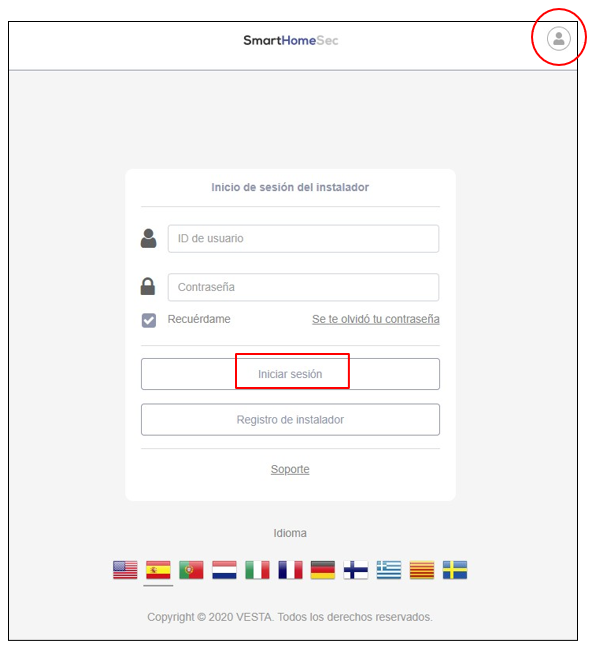 SmartHomeSec
Inicio de sesión del instalador
ID de usuario
Contraseña
Recuérdame Se te olvidó tu contraseña
Iniciar sesión
Registro de instalador
Soporte
Idioma
Copyright © 2020 VESTA. Todos los derechos reservados.